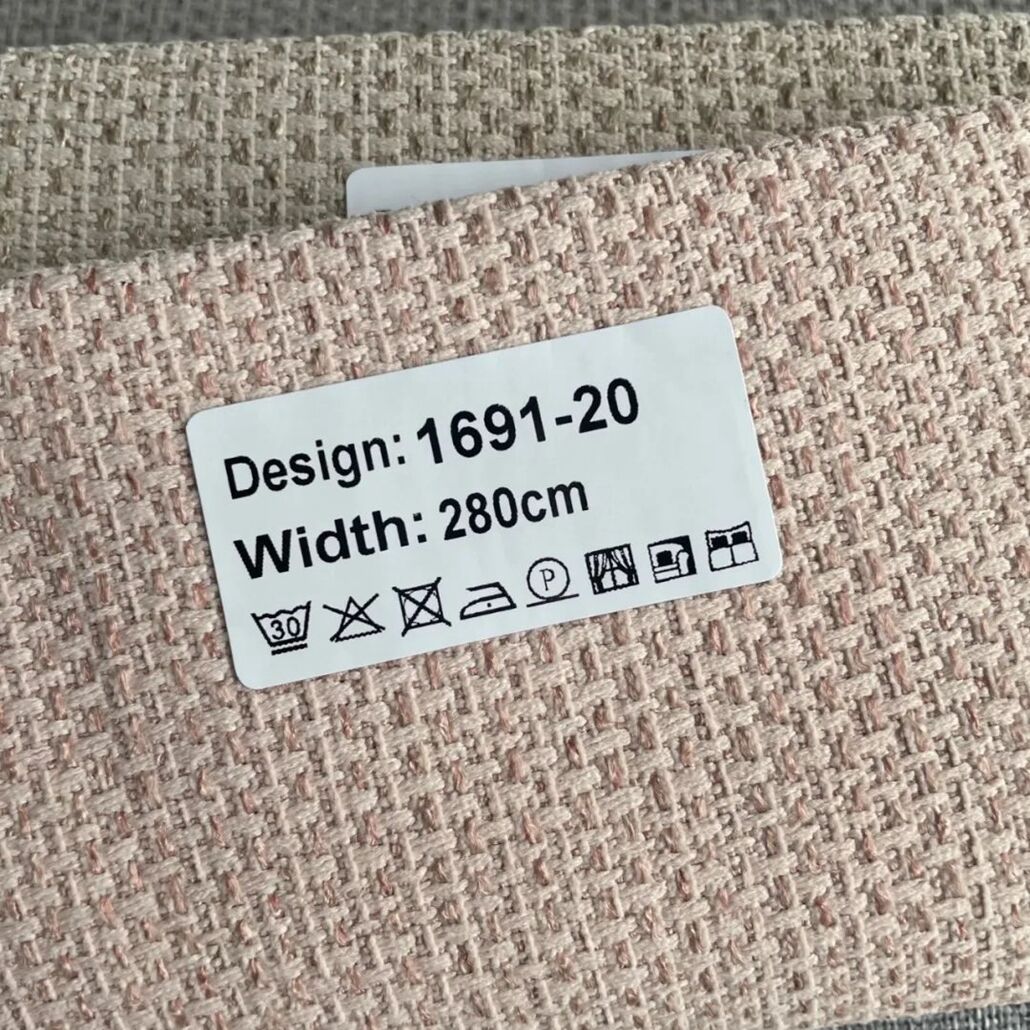 Design: 1691-20
Width: 280cm
30 P